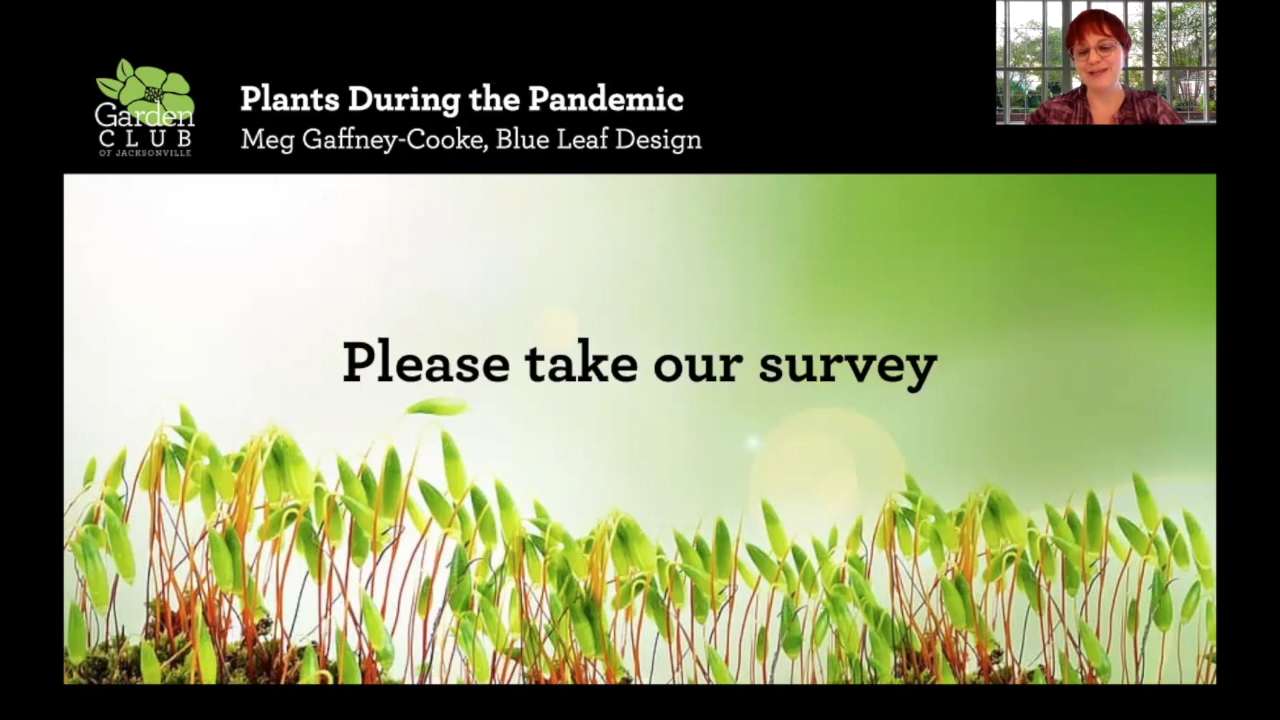 Garden
CLUB
OF JACKSONVILLE
Plants During the Pandemic
Meg Gaffney-Cooke, Blue Leaf Design
Please take our survey